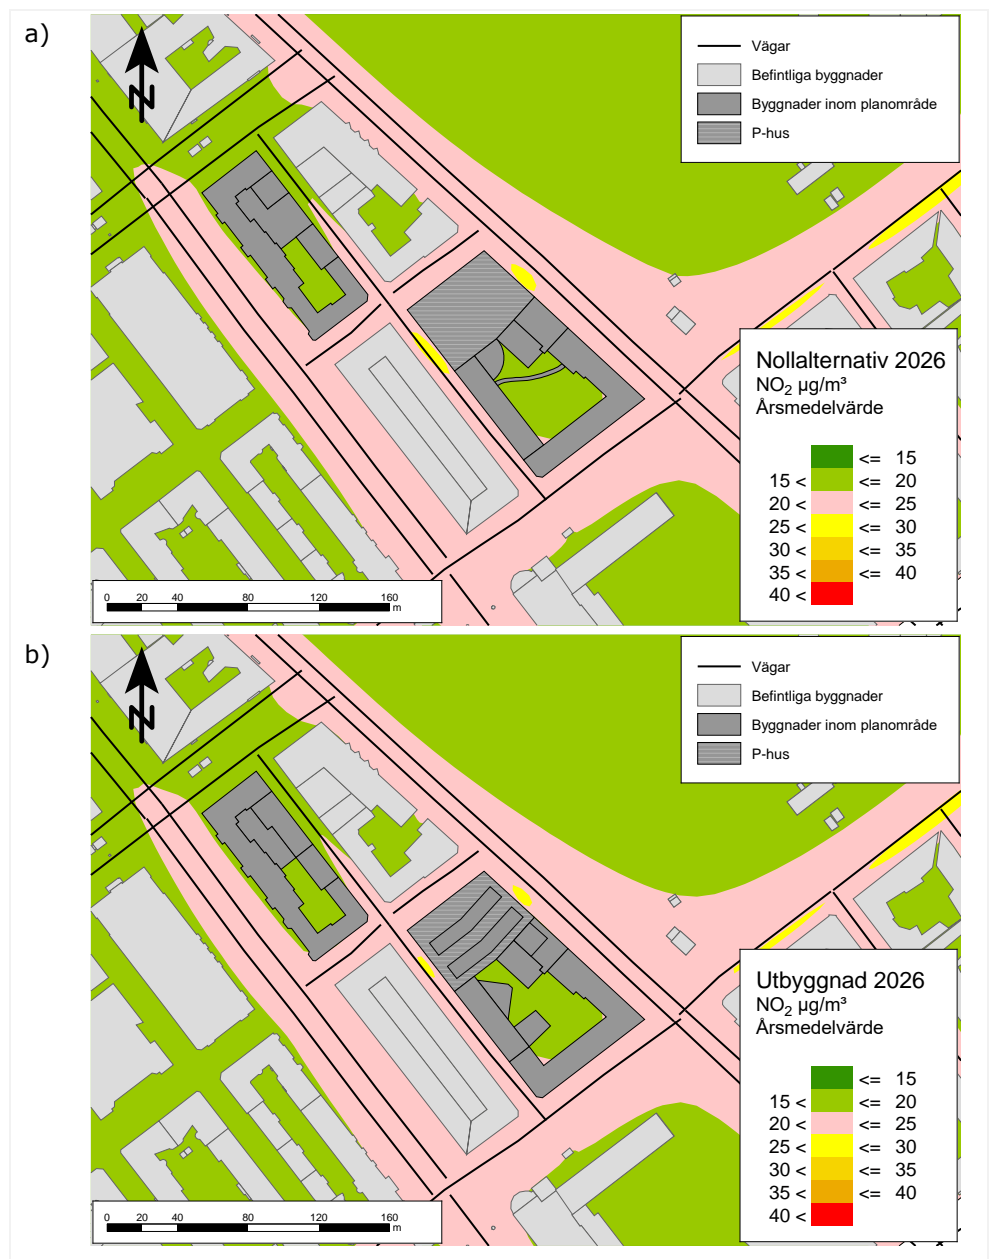 a)
N
Vägar
Befintliga byggnader
Byggnader inom planområde
P-hus
Nollalternativ 2026
NO₂ µg/m³
Årsmedelvärde
<= 15
15 < <= 20
20 < <= 25
25 < <= 30
30 < <= 35
35 < <= 40
40 <
0 20 40 80 120 160
m
b)
N
Vägar
Befintliga byggnader
Byggnader inom planområde
P-hus
Utbyggnad 2026
NO₂ µg/m³
Årsmedelvärde
<= 15
15 < <= 20
20 < <= 25
25 < <= 30
30 < <= 35
35 < <= 40
40 <
0 20 40 80 120 160
m